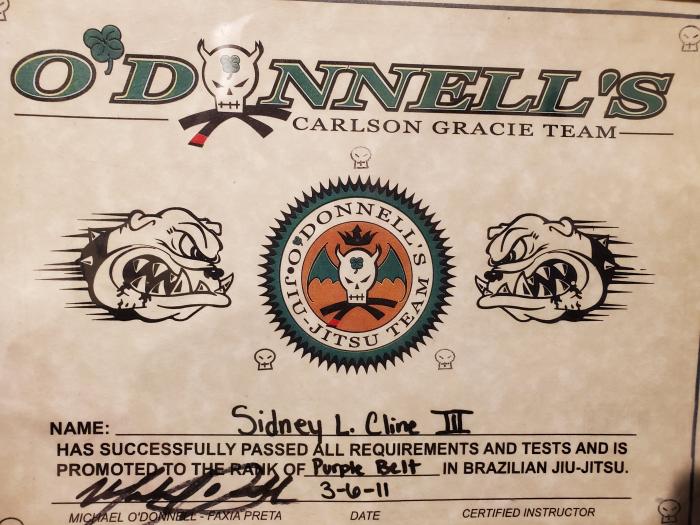 O'DONNELL'S
CARLSON GRACIE TEAM
O'DONNELL'S
JIU-JITSU TEAM
NAME: Sidney L. Cline III
HAS SUCCESSFULLY PASSED ALL REQUIREMENTS AND TESTS AND IS
PROMOTED TO THE RANK OF Purple Belt IN BRAZILIAN JIU-JITSU.
3-6-11
MICHAEL O'DONNELL - FAXIA PRETA DATE CERTIFIED INSTRUCTOR